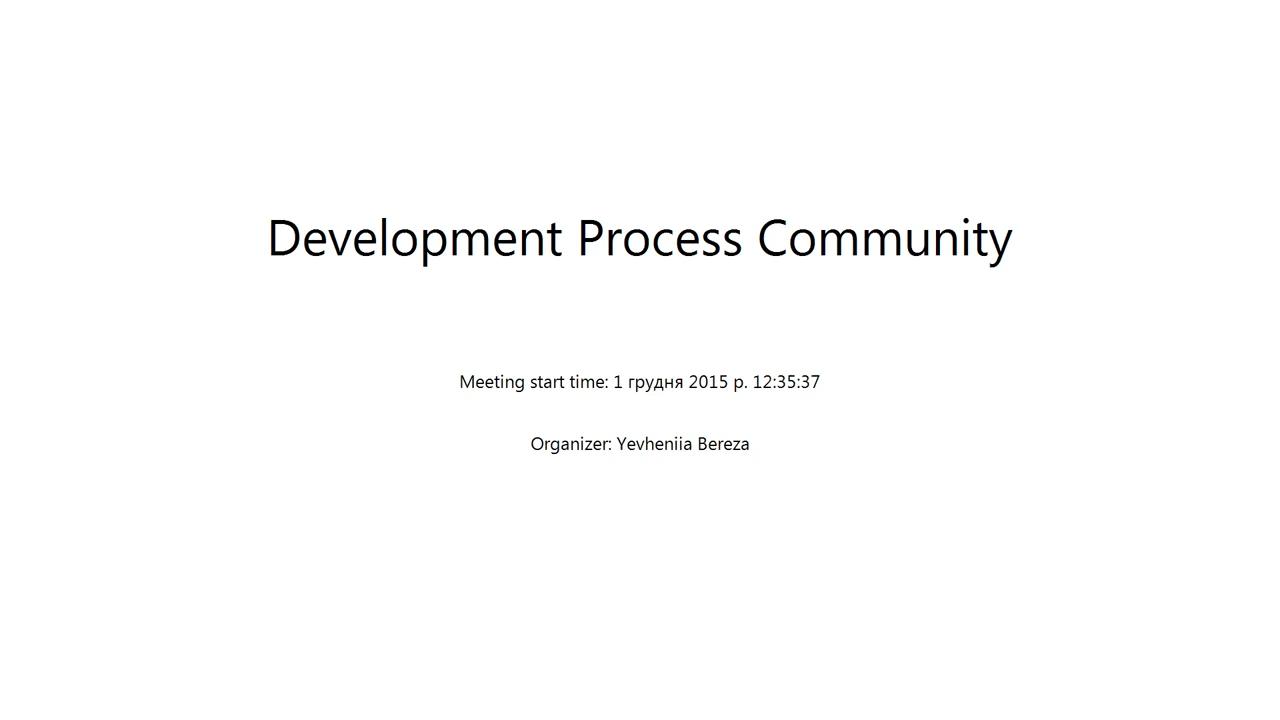 Development Process Community
Meeting start time: 1 грудня 2015 р. 12:35:37
Organizer: Yevheniia Bereza